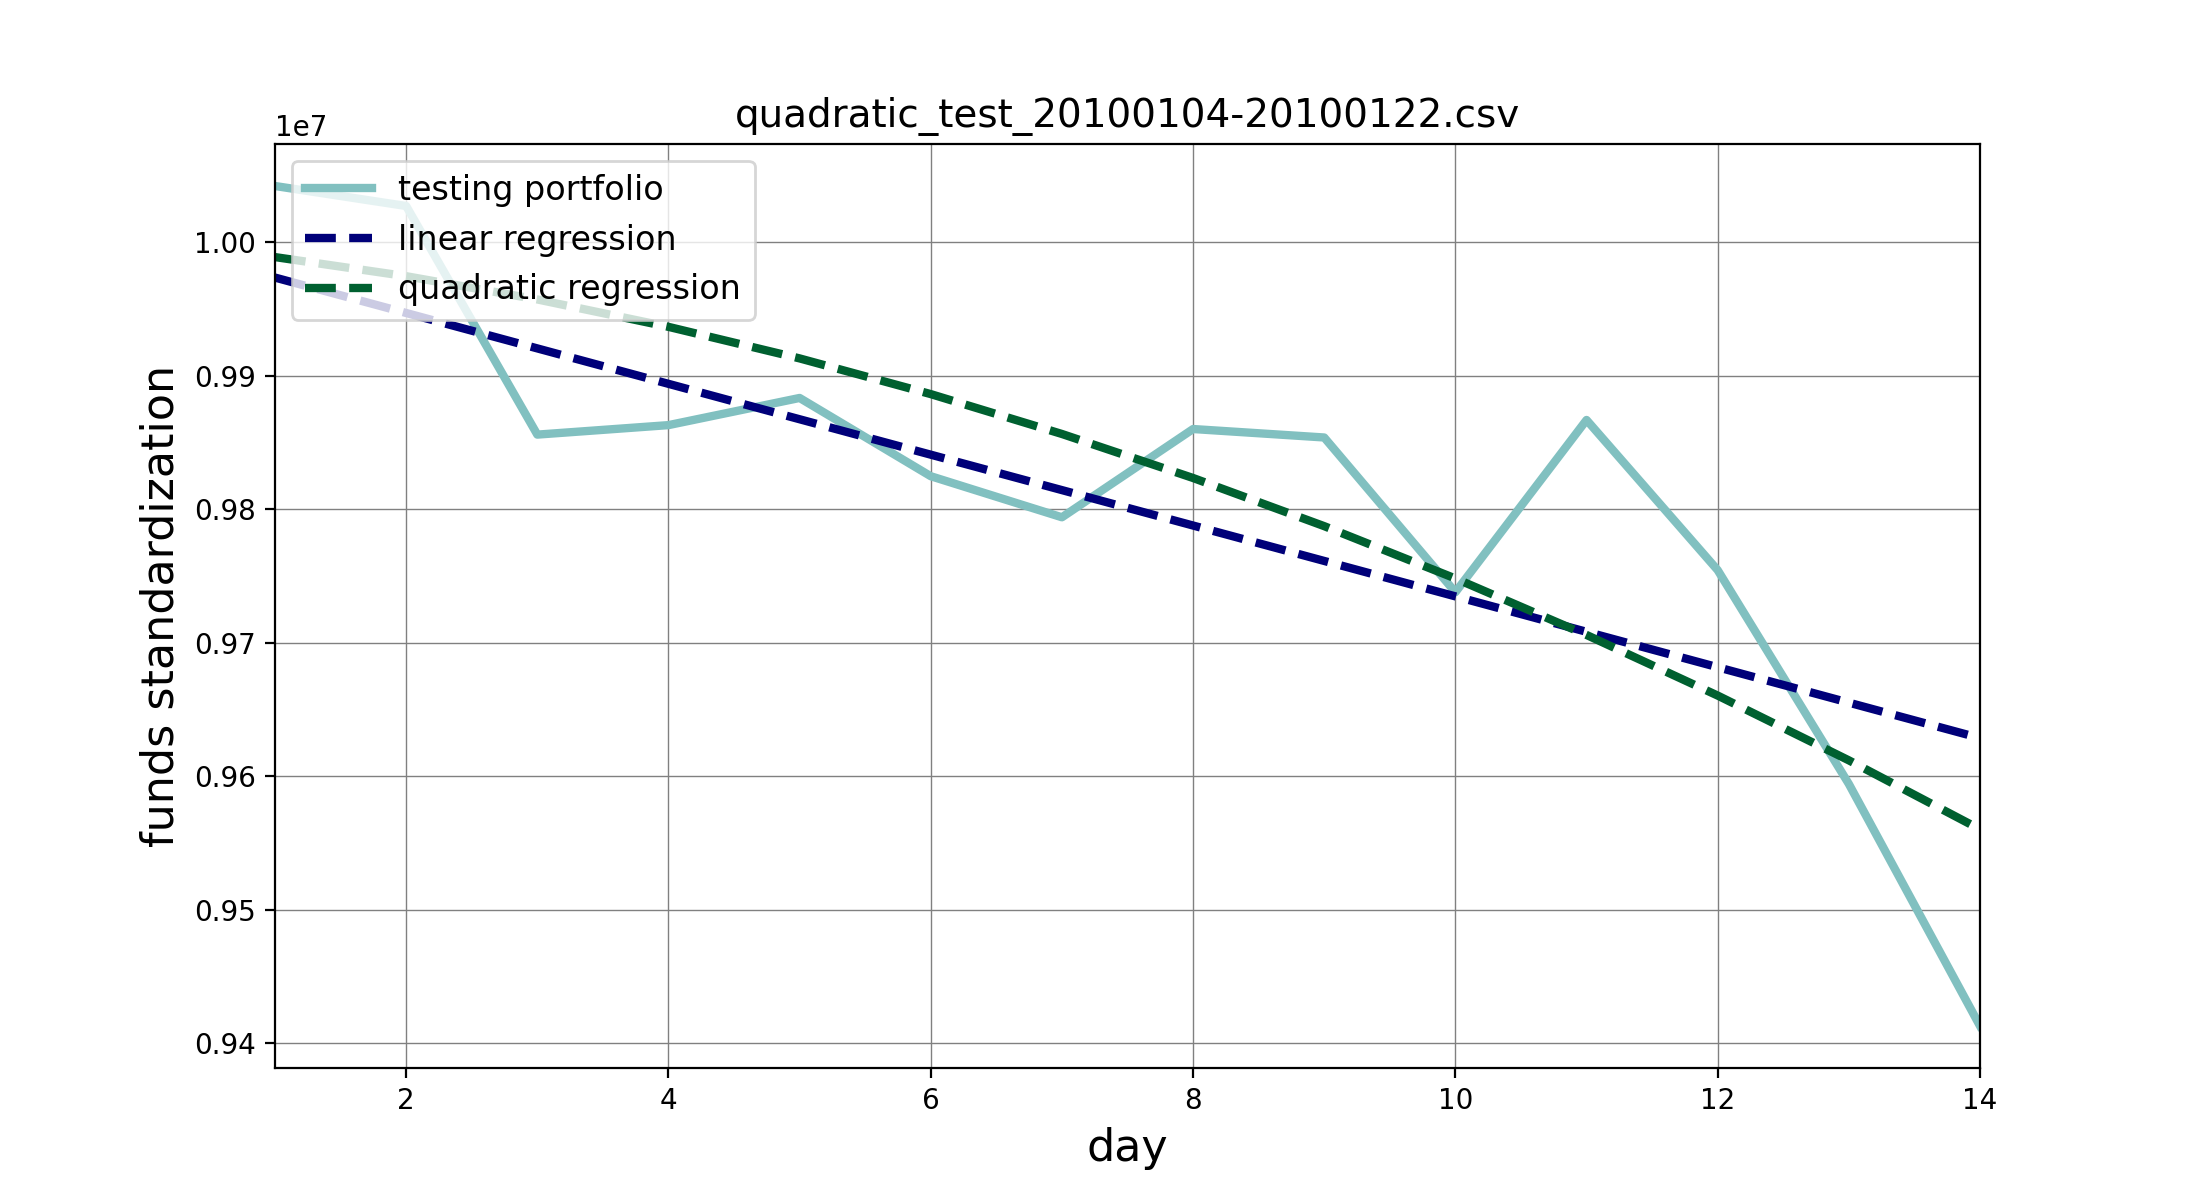 quadratic_test_20100104-20100122.csv
1e7
testing portfolio
linear regression
quadratic regression
1.00
0.99
0.98
0.97
0.96
0.95
0.94
funds standardization
2 4 6 8 10 12 14
day